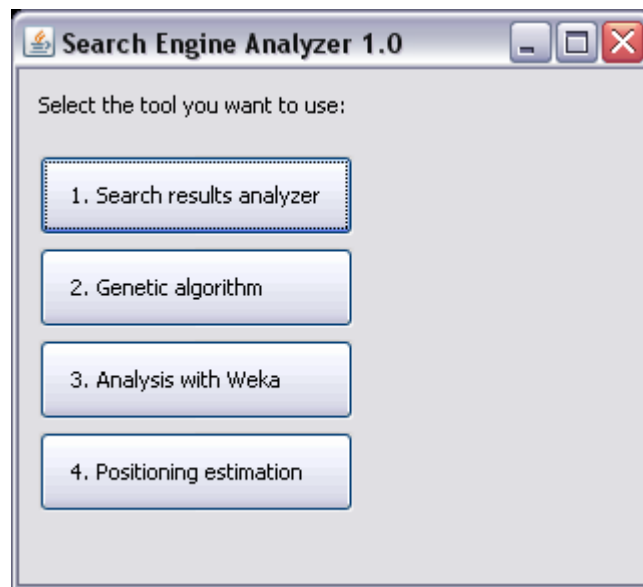 Search Engine Analyzer 1.0
Select the tool you want to use:
1. Search results analyzer
2. Genetic algorithm
3. Analysis with Weka
4. Positioning estimation